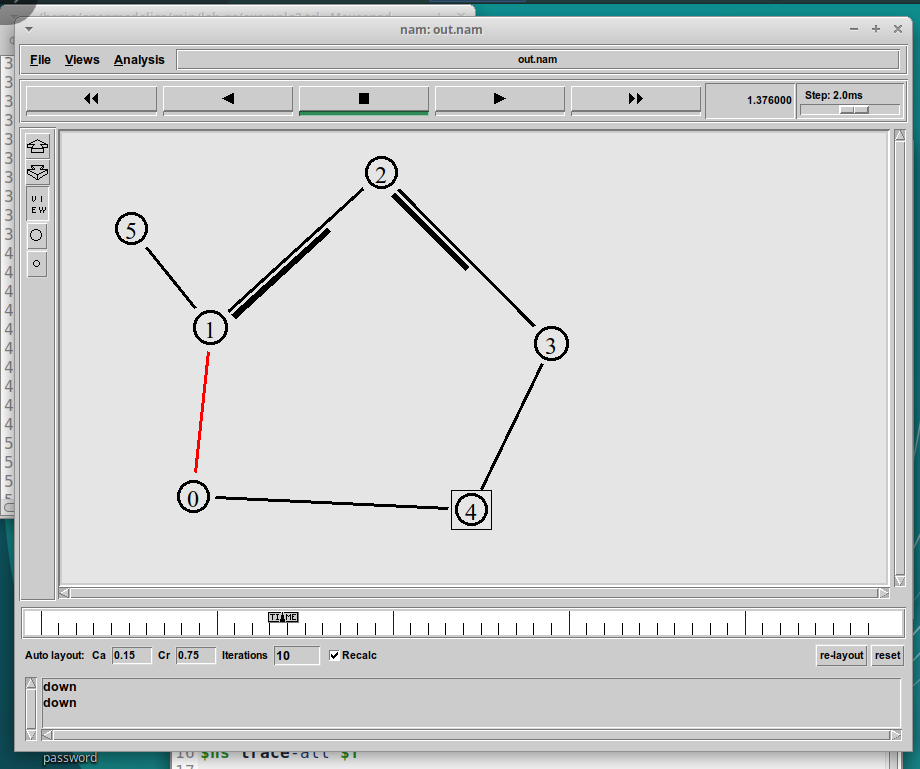 nam: out.nam
File Views Analysis out.nam
1.376000 Step: 2.0ms
VI
EW
2
5
1
3
0
4
TIME
Auto layout: Ca 0.15 Cr 0.75 Iterations 10 Recalc re-layout reset
down
down
16 $ns trace-all $f
17
password